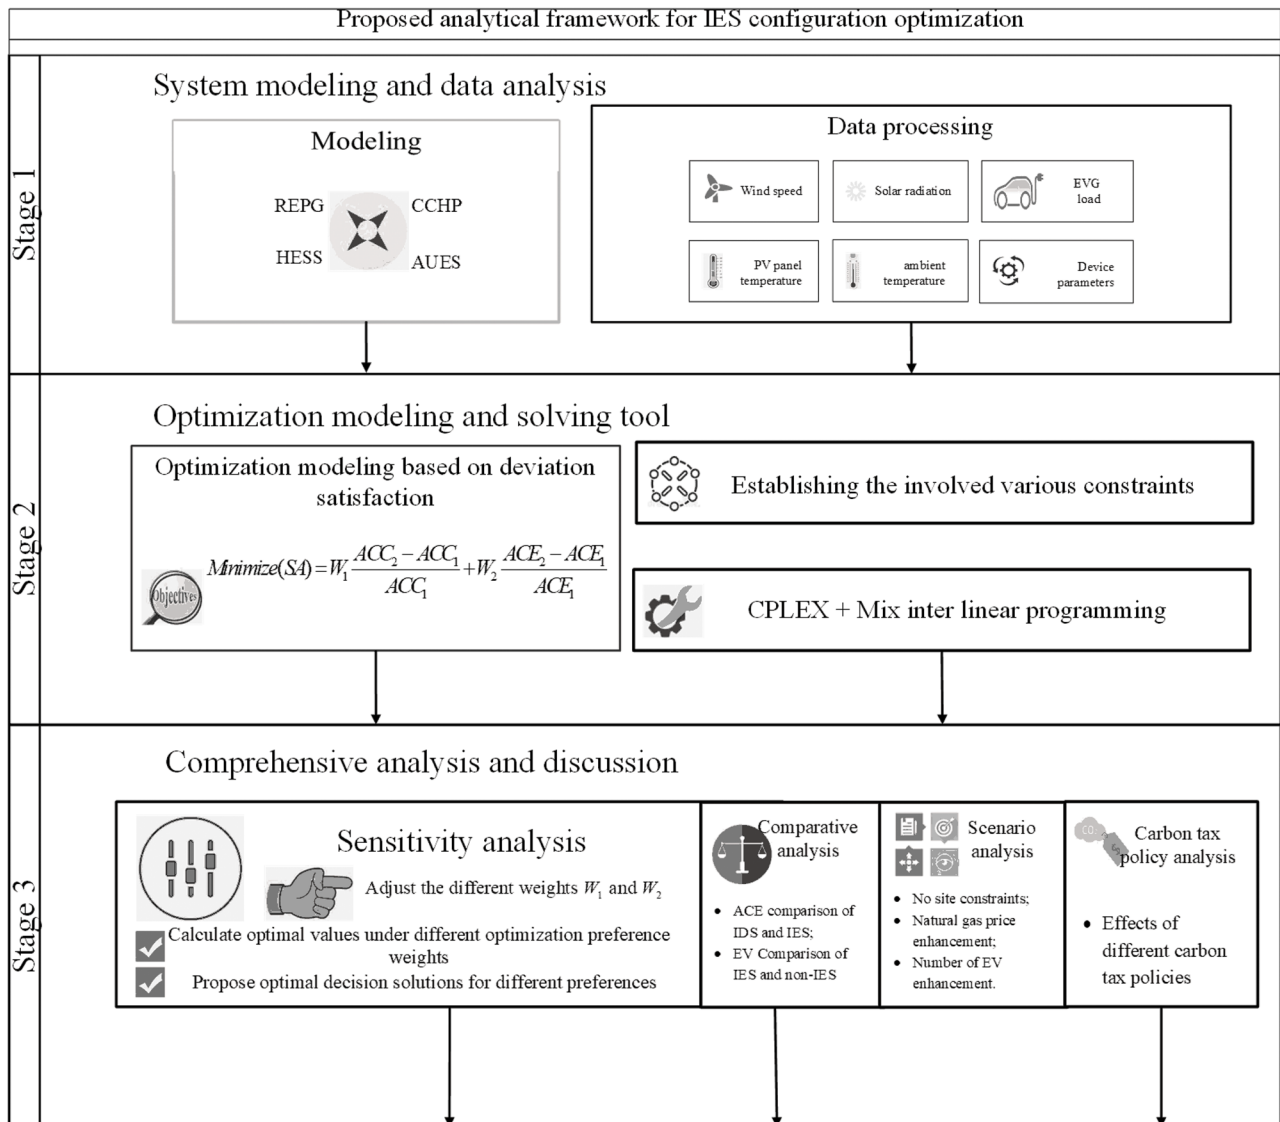 Proposed analytical framework for IES configuration optimization
Stage 1
System modeling and data analysis
Modeling
REPG
CCHP
HESS
AUES
Data processing
Wind speed
Solar radiation
EVG
load
PV panel
temperature
ambient
temperature
Device
parameters
Stage 2
Optimization modeling and solving tool
Optimization modeling based on deviation
satisfaction
Objectives
Minimize(SA)=W₁ (ACC₂−ACC₁)/ACC₁ + W₂ (ACE₂−ACE₁)/ACE₁
Establishing the involved various constraints
CPLEX + Mix inter linear programming
Stage 3
Comprehensive analysis and discussion
Sensitivity analysis
Adjust the different weights W₁ and W₂
Calculate optimal values under different optimization preference
weights
Propose optimal decision solutions for different preferences
Comparative
analysis
• ACE comparison of
IDS and IES;
• EV Comparison of
IES and non-IES
Scenario
analysis
• No site constraints;
• Natural gas price
enhancement;
• Number of EV
enhancement.
CO₂
Carbon tax
policy analysis
• Effects of
different carbon
tax policies